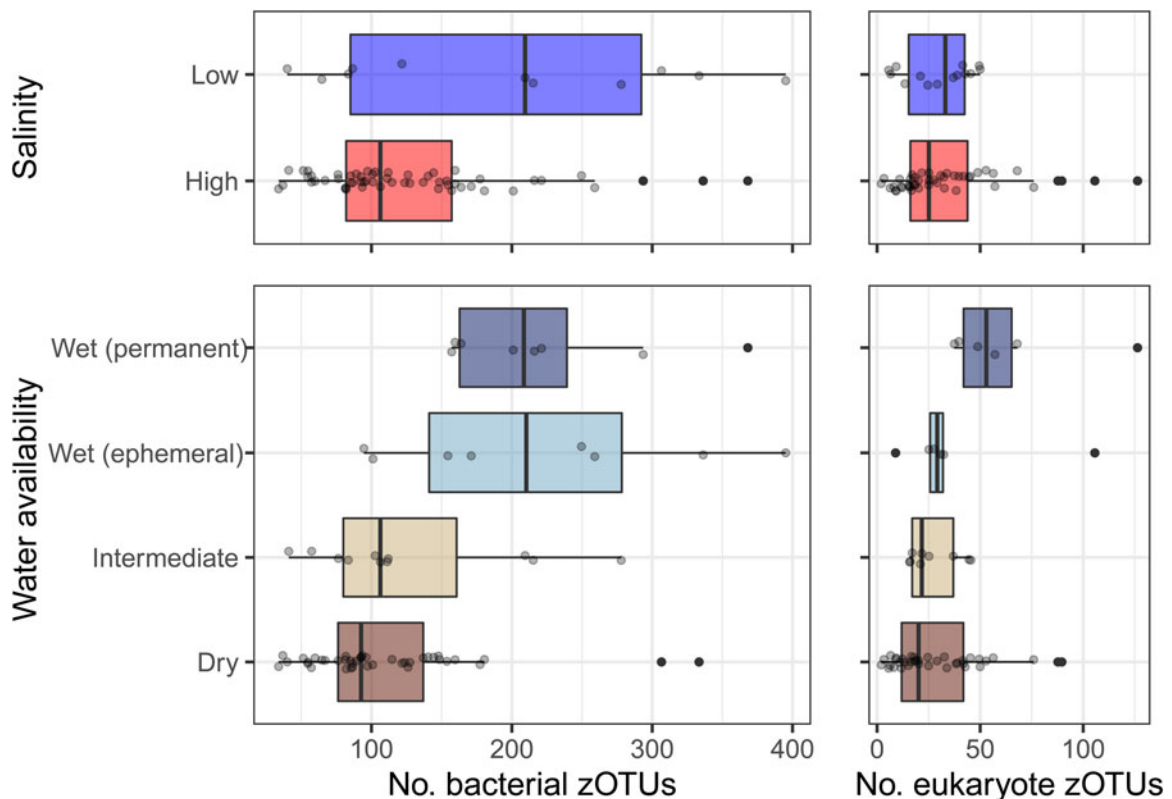 Salinity
Low
High
Water availability
Wet (permanent)
Wet (ephemeral)
Intermediate
Dry
100 200 300 400
0 50 100
No. bacterial zOTUs
No. eukaryote zOTUs